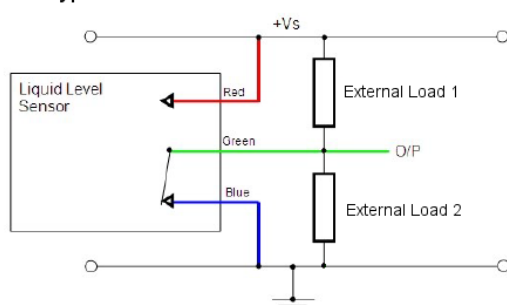 +Vs
Liquid Level
Sensor
Red
External Load 1
Green
O/P
Blue
External Load 2